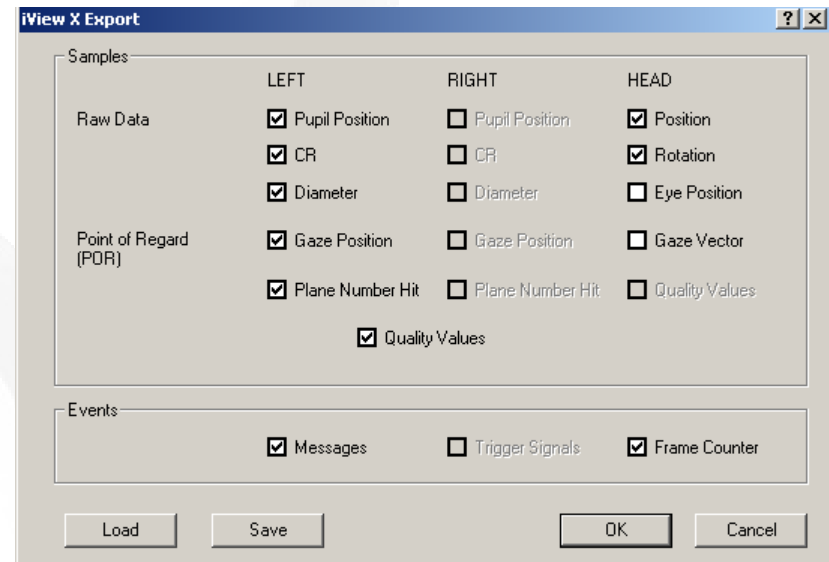 iView X Export
Samples
LEFT RIGHT HEAD
Raw Data Pupil Position Pupil Position Position
CR CR Rotation
Diameter Diameter Eye Position
Point of Regard Gaze Position Gaze Position Gaze Vector
(POR)
Plane Number Hit Plane Number Hit Quality Values
Quality Values
Events
Messages Trigger Signals Frame Counter
Load Save OK Cancel